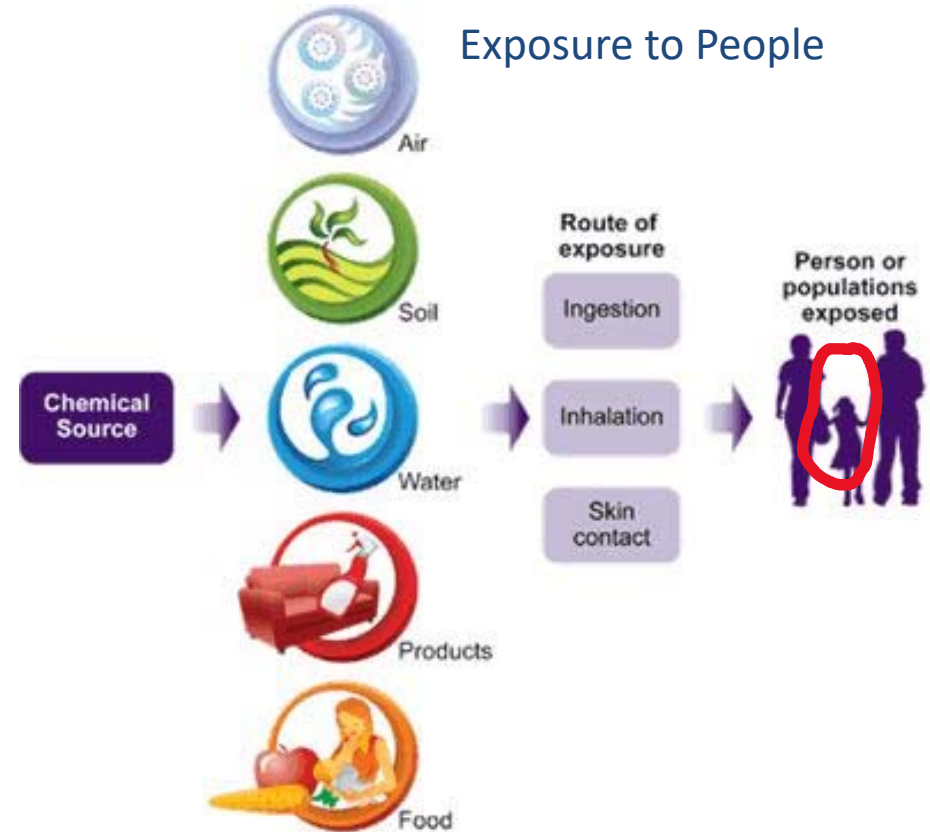 Exposure to People
Air
Soil
Chemical
Source
Water
Products
Food
Route of
exposure
Ingestion
Inhalation
Skin
contact
Person or
populations
exposed